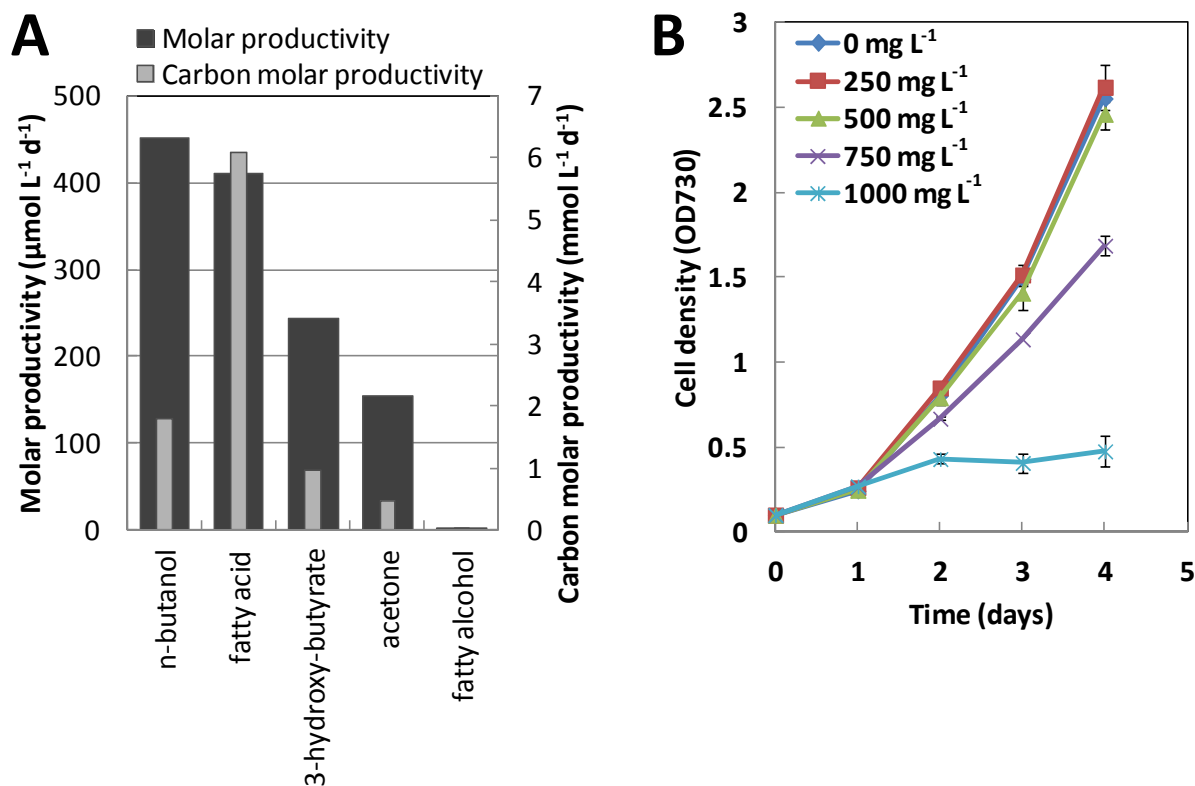 A
Molar productivity
Carbon molar productivity
Molar productivity (µmol L-1 d-1)
500
400
300
200
100
0
7
6
5
4
3
2
1
0
Carbon molar productivity (mmol L-1 d-1)
n-butanol
fatty acid
3-hydroxy-butyrate
acetone
fatty alcohol
B
0 mg L-1
250 mg L-1
500 mg L-1
750 mg L-1
1000 mg L-1
Cell density (OD730)
3
2.5
2
1.5
1
0.5
0
0 1 2 3 4 5
Time (days)